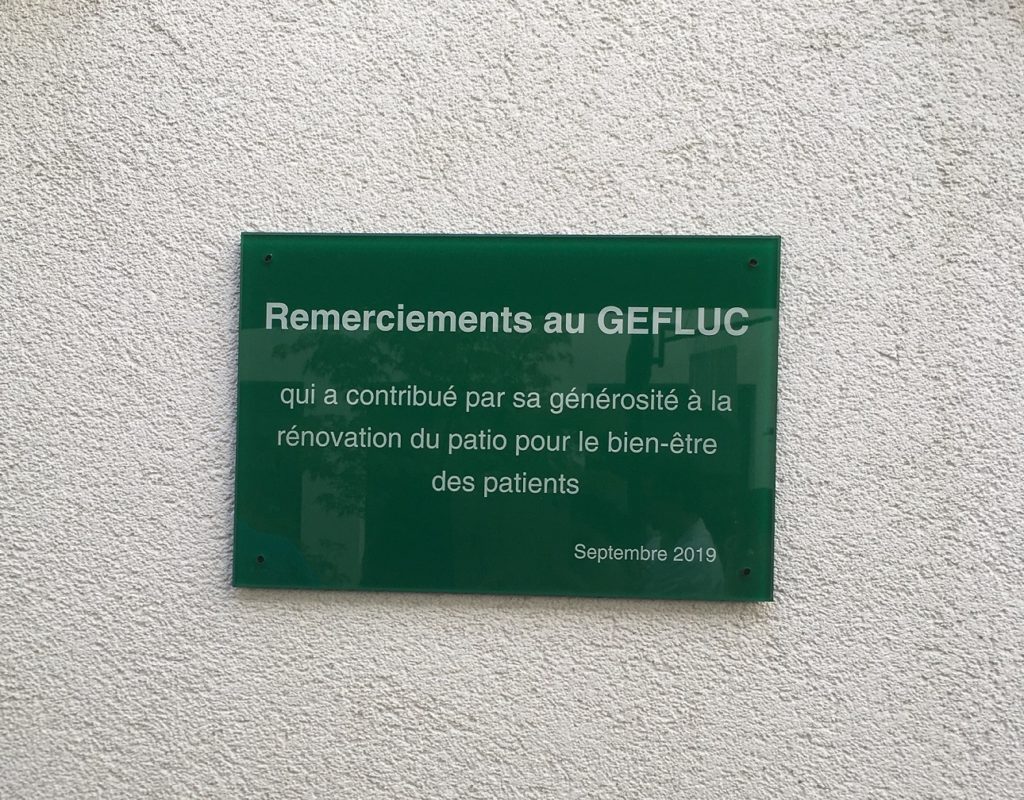 Remerciements au GEFLUC
qui a contribué par sa générosité à la
rénovation du patio pour le bien-être
des patients
Septembre 2019